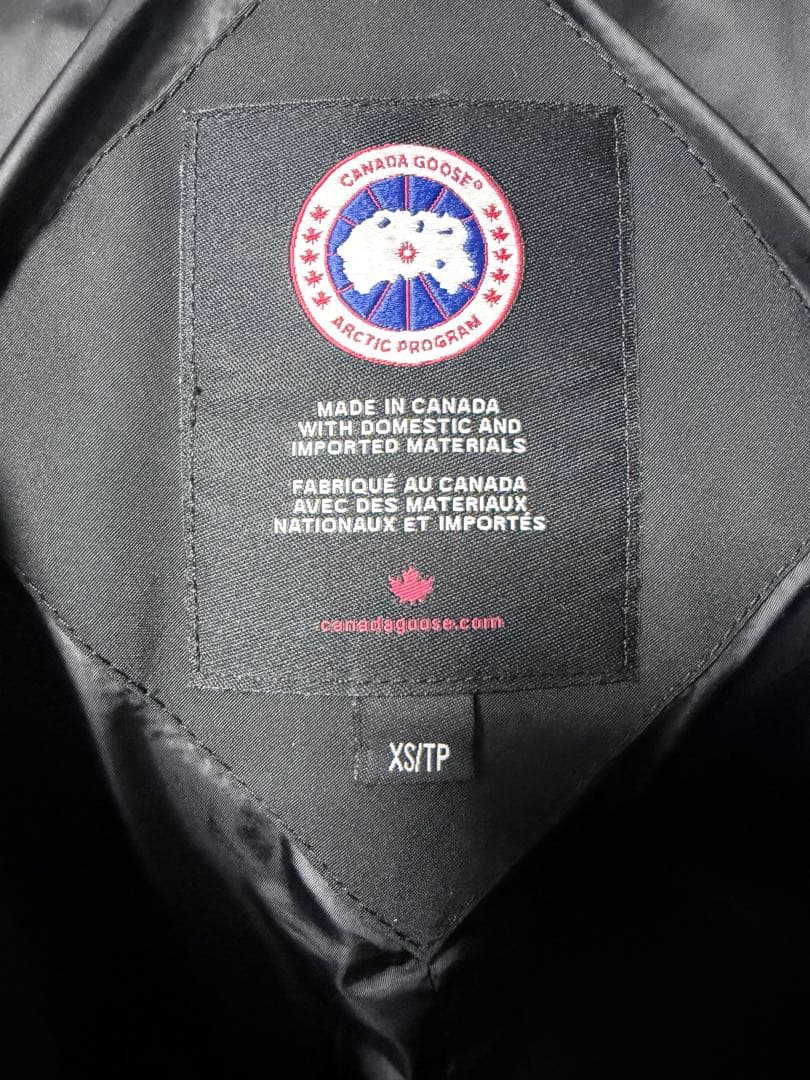 CANADA GOOSE®
ARCTIC PROGRAM
MADE IN CANADA
WITH DOMESTIC AND
IMPORTED MATERIALS
FABRIQUÉ AU CANADA
AVEC DES MATERIAUX
NATIONAUX ET IMPORTÉS
canadagoose.com
XS/TP